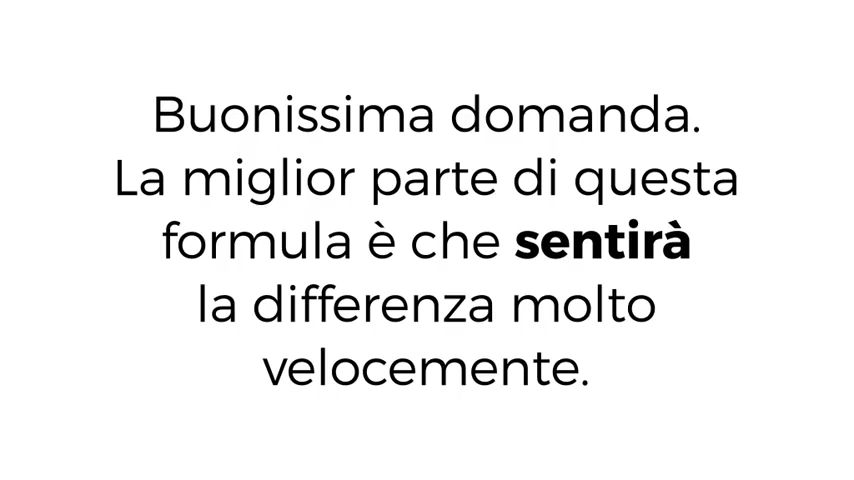 Buonissima domanda.
La miglior parte di questa
formula è che sentirà
la differenza molto
velocemente.